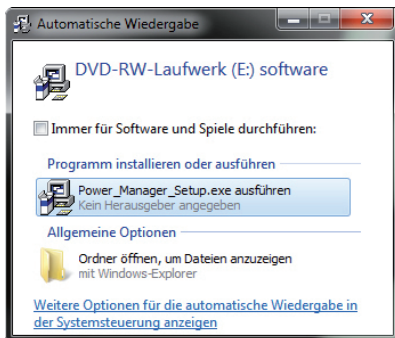 Automatische Wiedergabe
DVD-RW-Laufwerk (E:) software
Immer für Software und Spiele durchführen:
Programm installieren oder ausführen
Power_Manager_Setup.exe ausführen
Kein Herausgeber angegeben
Allgemeine Optionen
Ordner öffnen, um Dateien anzuzeigen
mit Windows-Explorer
Weitere Optionen für die automatische Wiedergabe in
der Systemsteuerung anzeigen